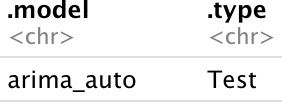 .model .type
<chr> <chr>
arima_auto Test